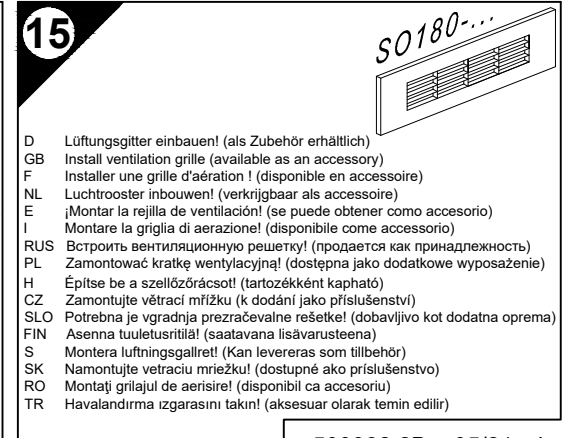 15
SO180-...
D Lüftungsgitter einbauen! (als Zubehör erhältlich)
GB Install ventilation grille (available as an accessory)
F Installer une grille d'aération ! (disponible en accessoire)
NL Luchtrooster inbouwen! (verkrijgbaar als accessoire)
E ¡Montar la rejilla de ventilación! (se puede obtener como accesorio)
I Montare la griglia di aerazione! (disponibile come accessorio)
RUS Встроить вентиляционную решетку! (продается как принадлежность)
PL Zamontować kratkę wentylacyjną! (dostępna jako dodatkowe wyposażenie)
H Építse be a szellőzőrácsot! (tartozékként kapható)
CZ Zamontujte větrací mřížku (k dodání jako příslušenství)
SLO Potrebna je vgradnja prezračevalne rešetke! (dobavljivo kot dodatna oprema)
FIN Asenna tuuletusritilä! (saatavana lisävarusteena)
S Montera luftningsgallret! (Kan levereras som tillbehör)
SK Namontujte vetraciu mriežku! (dostupné ako príslušenstvo)
RO Montaţi grilajul de aerisire! (disponibil ca accesoriu)
TR Havalandırma ızgarasını takın! (aksesuar olarak temin edilir)